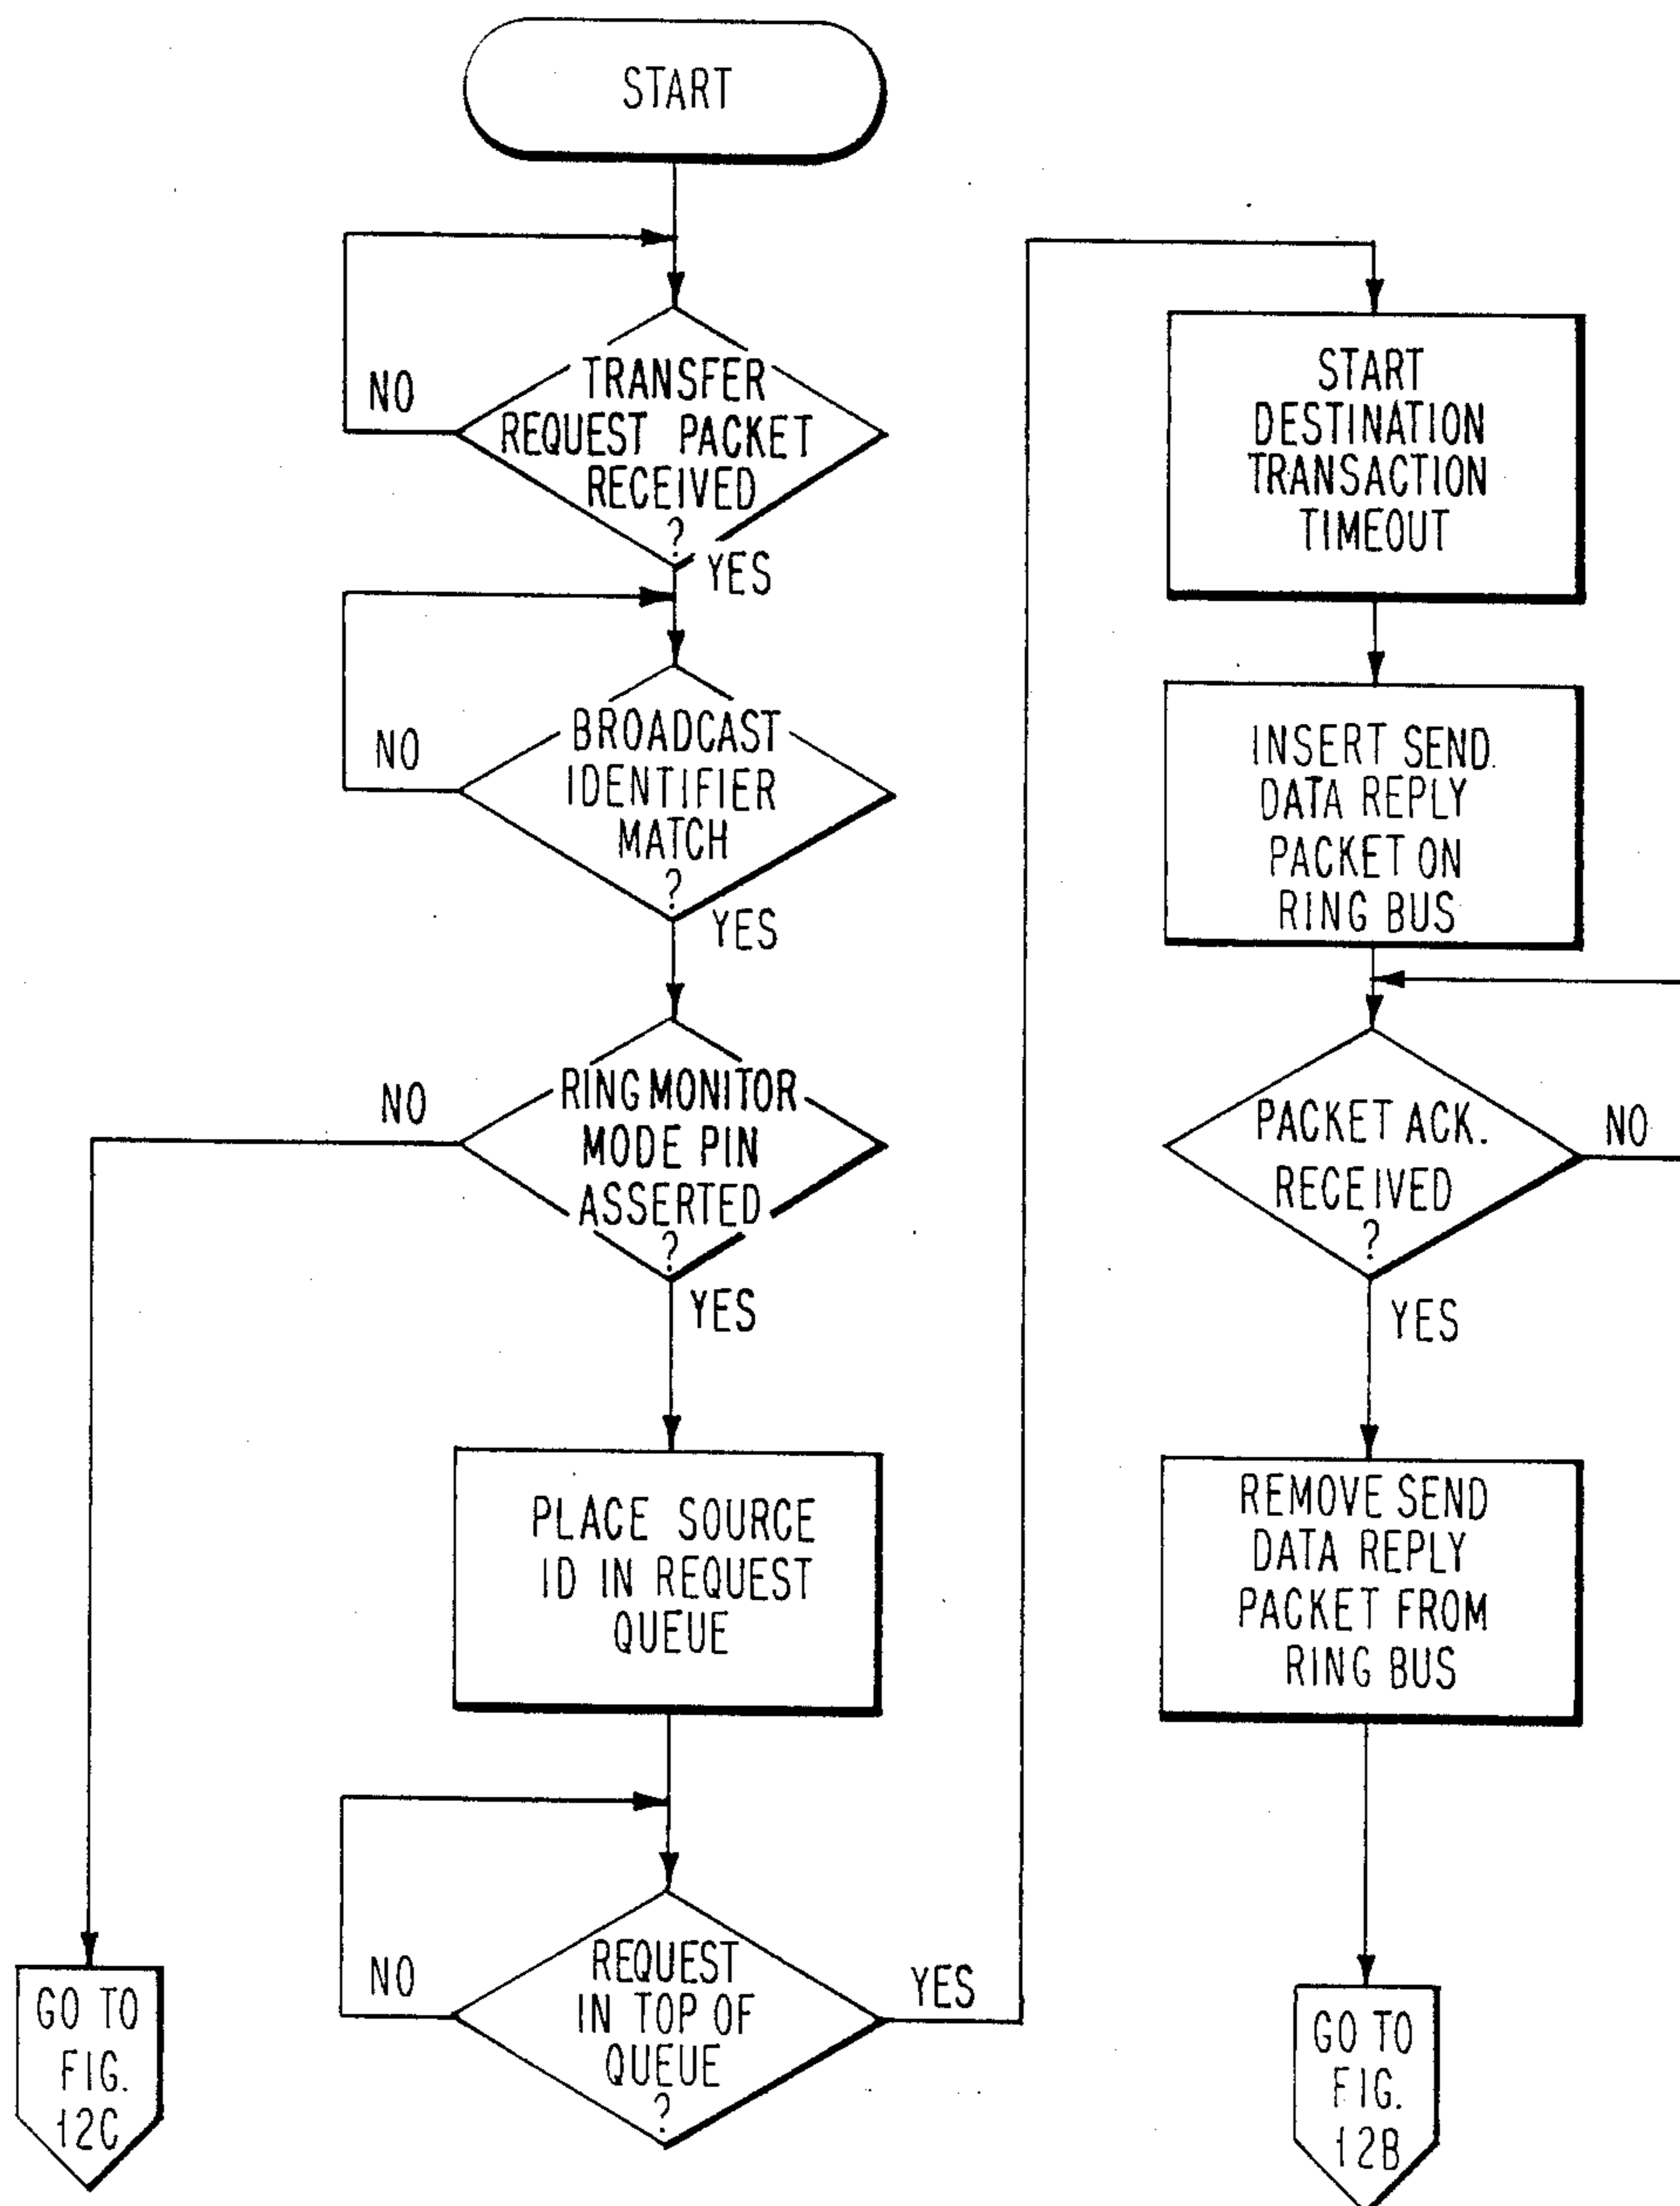 START
NO
TRANSFER
REQUEST PACKET
RECEIVED
?
YES
NO
BROADCAST
IDENTIFIER
MATCH
?
YES
NO
RING MONITOR
MODE PIN
ASSERTED
?
YES
PLACE SOURCE
ID IN REQUEST
QUEUE
NO
REQUEST
IN TOP OF
QUEUE
?
YES
GO TO
FIG.
12C
START
DESTINATION
TRANSACTION
TIMEOUT
INSERT SEND
DATA REPLY
PACKET ON
RING BUS
PACKET ACK.
RECEIVED
?
NO
YES
REMOVE SEND
DATA REPLY
PACKET FROM
RING BUS
GO TO
FIG.
12B